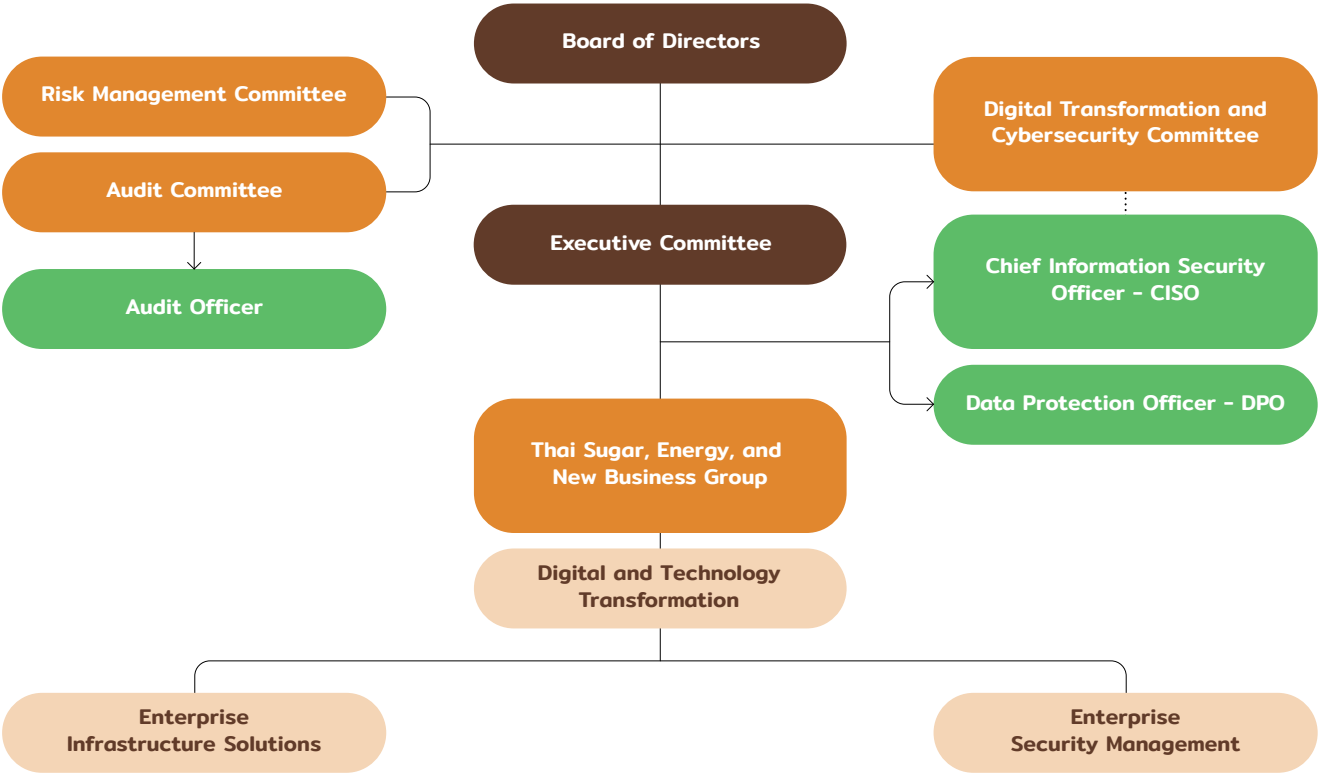 Board of Directors
Risk Management Committee
Digital Transformation and
Cybersecurity Committee
Audit Committee
Executive Committee
Chief Information Security
Officer - CISO
Audit Officer
Data Protection Officer - DPO
Thai Sugar, Energy, and
New Business Group
Digital and Technology
Transformation
Enterprise
Infrastructure Solutions
Enterprise
Security Management